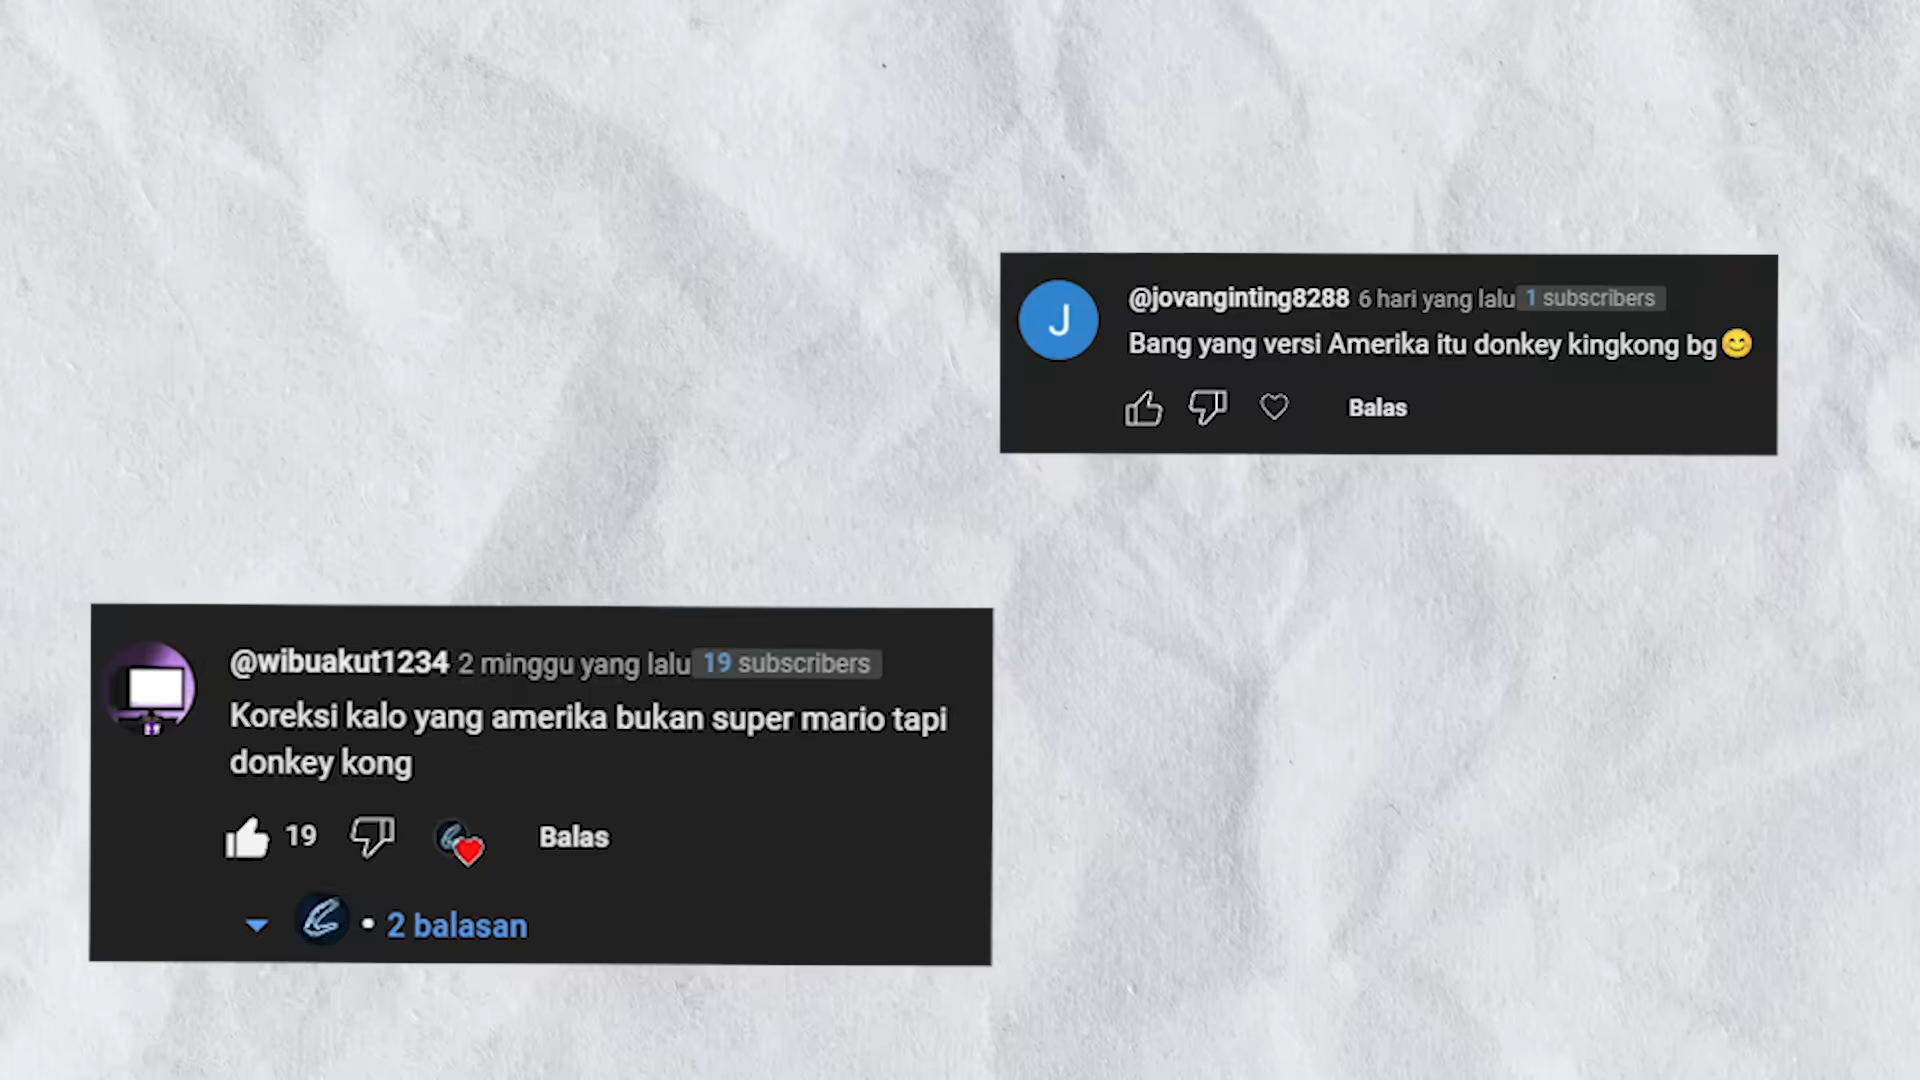 @jovanginting8288 6 hari yang lalu 1 subscribers
Bang yang versi Amerika itu donkey kingkong bg😊
Balas
@wibuakut1234 2 minggu yang lalu 19 subscribers
Koreksi kalo yang amerika bukan super mario tapi
donkey kong
19 Balas
• 2 balasan